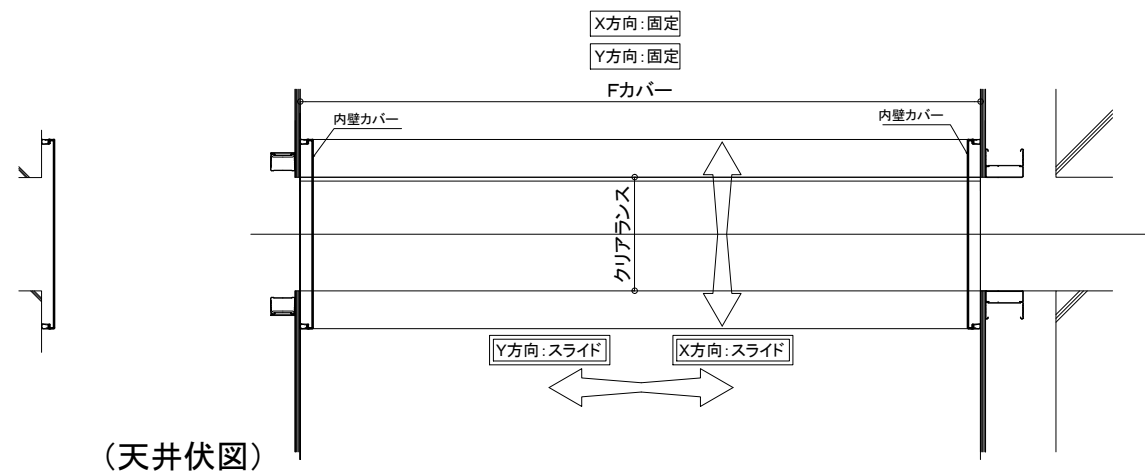 X方向:固定
Y方向:固定
Fカバー
内壁カバー
内壁カバー
クリアランス
Y方向:スライド
X方向:スライド
(天井伏図)